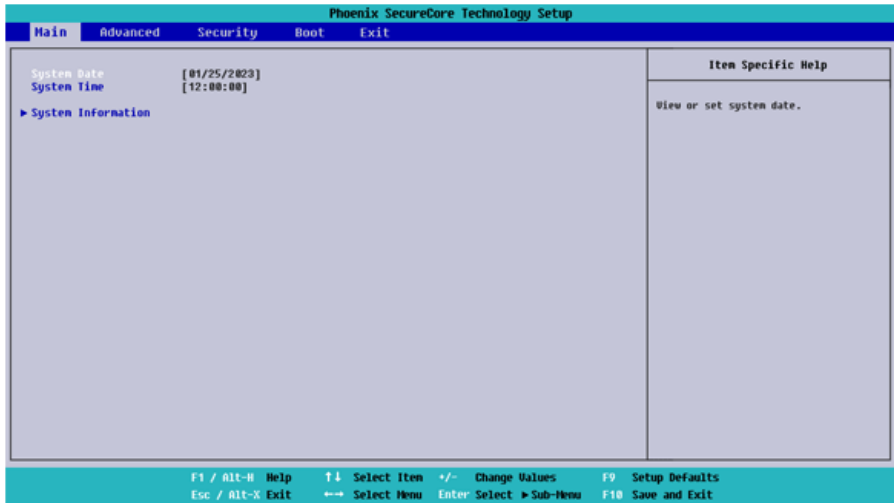 Phoenix SecureCore Technology Setup
Main Advanced Security Boot Exit
System Date [01/25/2023]
System Time [12:00:00]
▶ System Information
Item Specific Help
View or set system date.
F1 / Alt-H Help ↑↓ Select Item +/- Change Values F9 Setup Defaults
Esc / Alt-X Exit ←→ Select Menu Enter Select ▶ Sub-Menu F10 Save and Exit